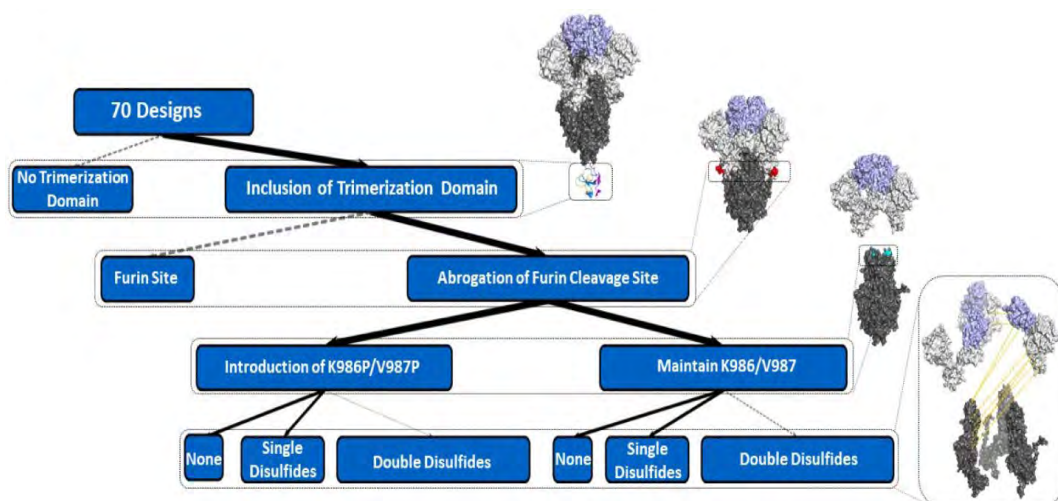 70 Designs
No Trimerization
Domain
Inclusion of Trimerization Domain
Furin Site
Abrogation of Furin Cleavage Site
Introduction of K986P/V987P
Maintain K986/V987
None
Single
Disulfides
Double Disulfides
None
Single
Disulfides
Double Disulfides